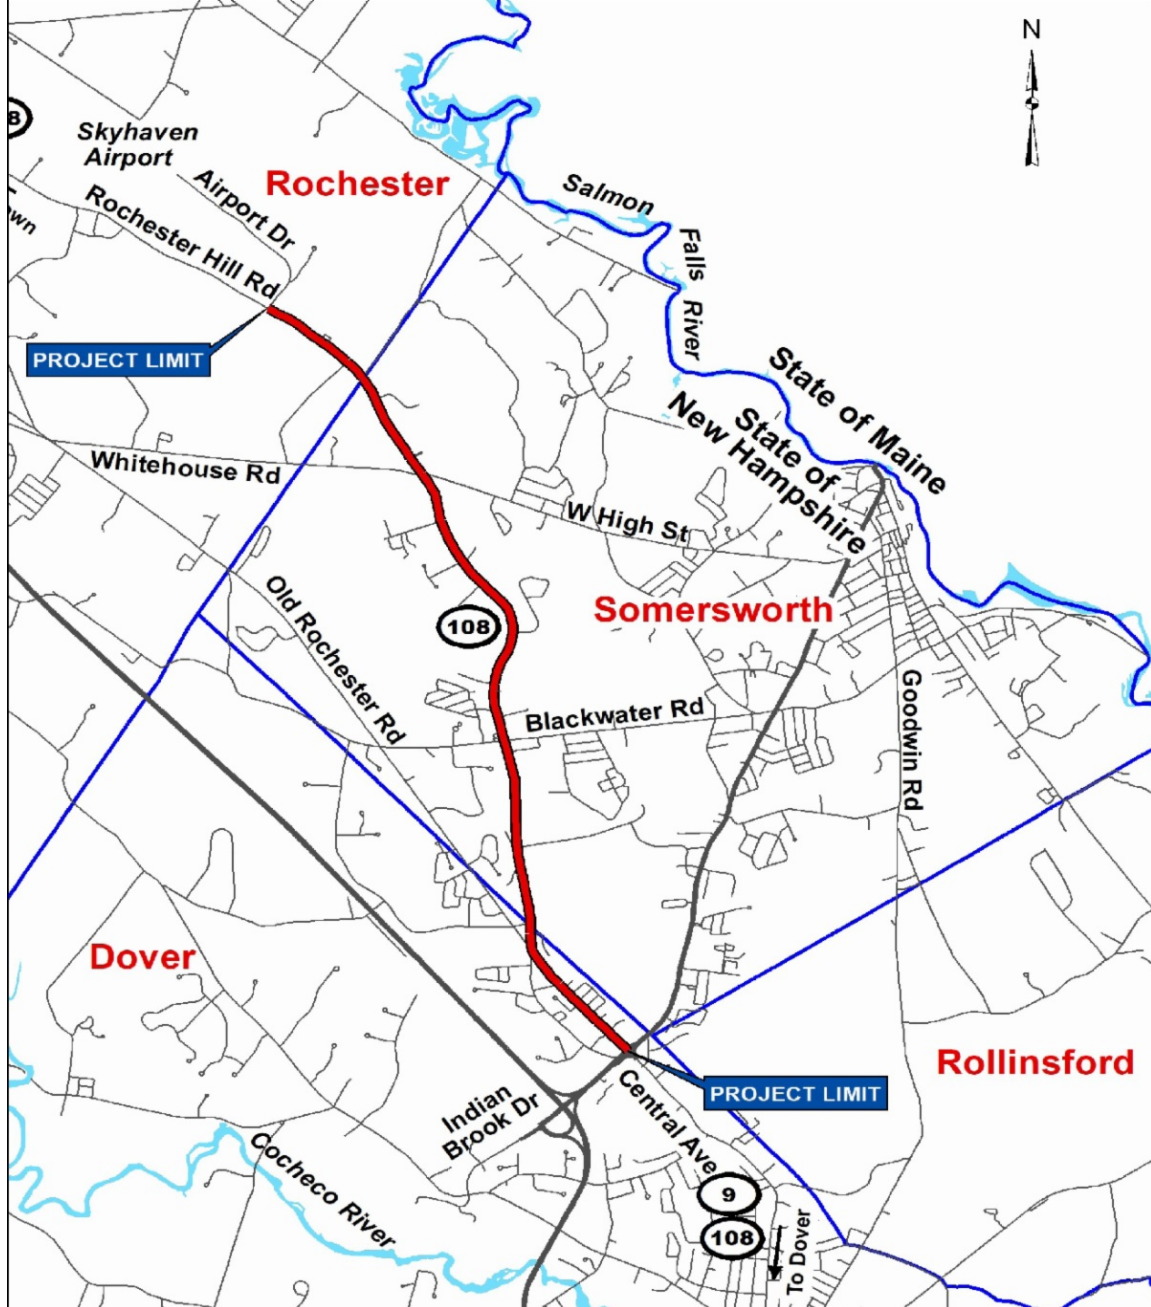 N
8
Skyhaven
Airport
Airport Dr
Rochester
Rochester Hill Rd
Salmon
Falls
River
PROJECT LIMIT
State of Maine
State of
New Hampshire
Whitehouse Rd
W High St
Old Rochester Rd
108
Somersworth
Goodwin Rd
Blackwater Rd
Dover
Rollinsford
PROJECT LIMIT
Indian
Brook Dr
Central Ave
Cocheco River
9
108
To Dover